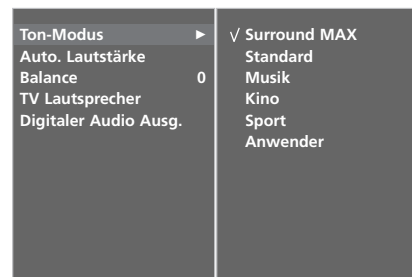 Ton-Modus ►
Auto. Lautstärke
Balance 0
TV Lautsprecher
Digitaler Audio Ausg.
√ Surround MAX
Standard
Musik
Kino
Sport
Anwender